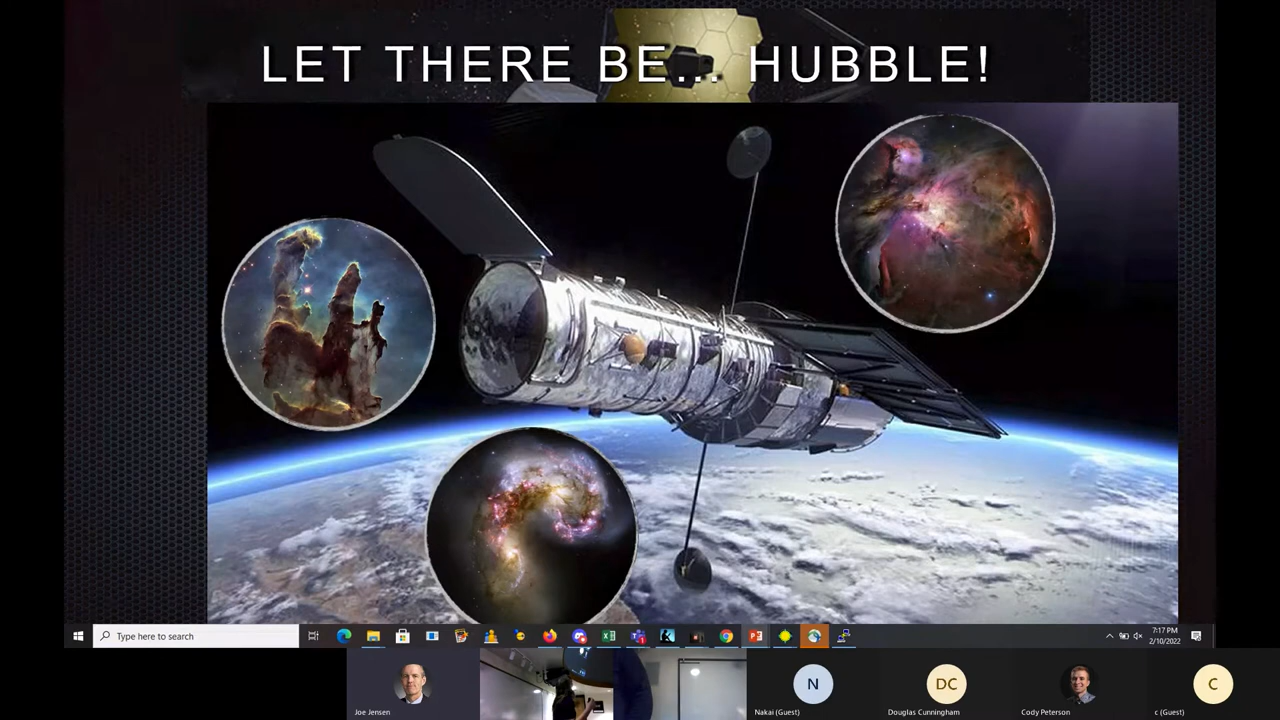 LET THERE BE... HUBBLE!
Type here to search
7:17 PM
2/10/2022
N
DC
C
Joe Jensen
Nakai (Guest)
Douglas Cunningham
Cody Peterson
c (Guest)